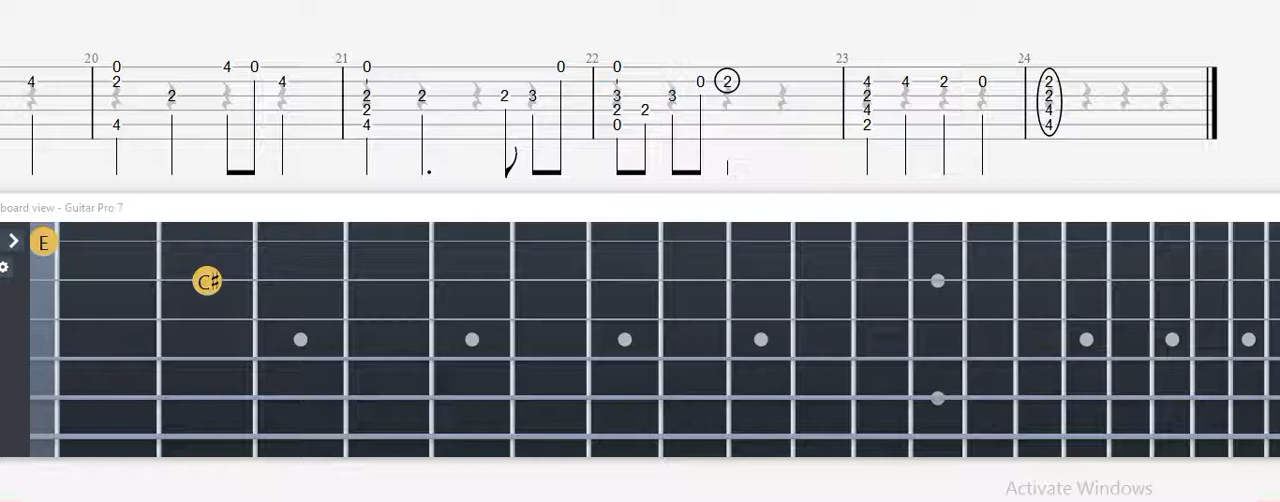 20 21 22 23 24
0 4 0 0 0 0
4 2 4 0 2 4 4 2 0 2
2 2 2 2 3 3 3 2 2
2 2 2 4 4
4 4 0 2 4
board view - Guitar Pro 7
E
C#
Activate Windows